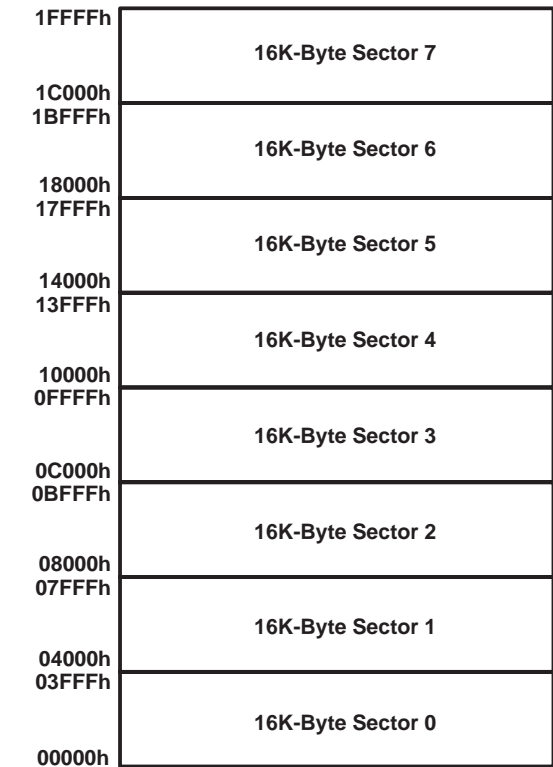 1FFFFh
16K-Byte Sector 7
1C000h
1BFFFh
16K-Byte Sector 6
18000h
17FFFh
16K-Byte Sector 5
14000h
13FFFh
16K-Byte Sector 4
10000h
0FFFFh
16K-Byte Sector 3
0C000h
0BFFFh
16K-Byte Sector 2
08000h
07FFFh
16K-Byte Sector 1
04000h
03FFFh
16K-Byte Sector 0
00000h